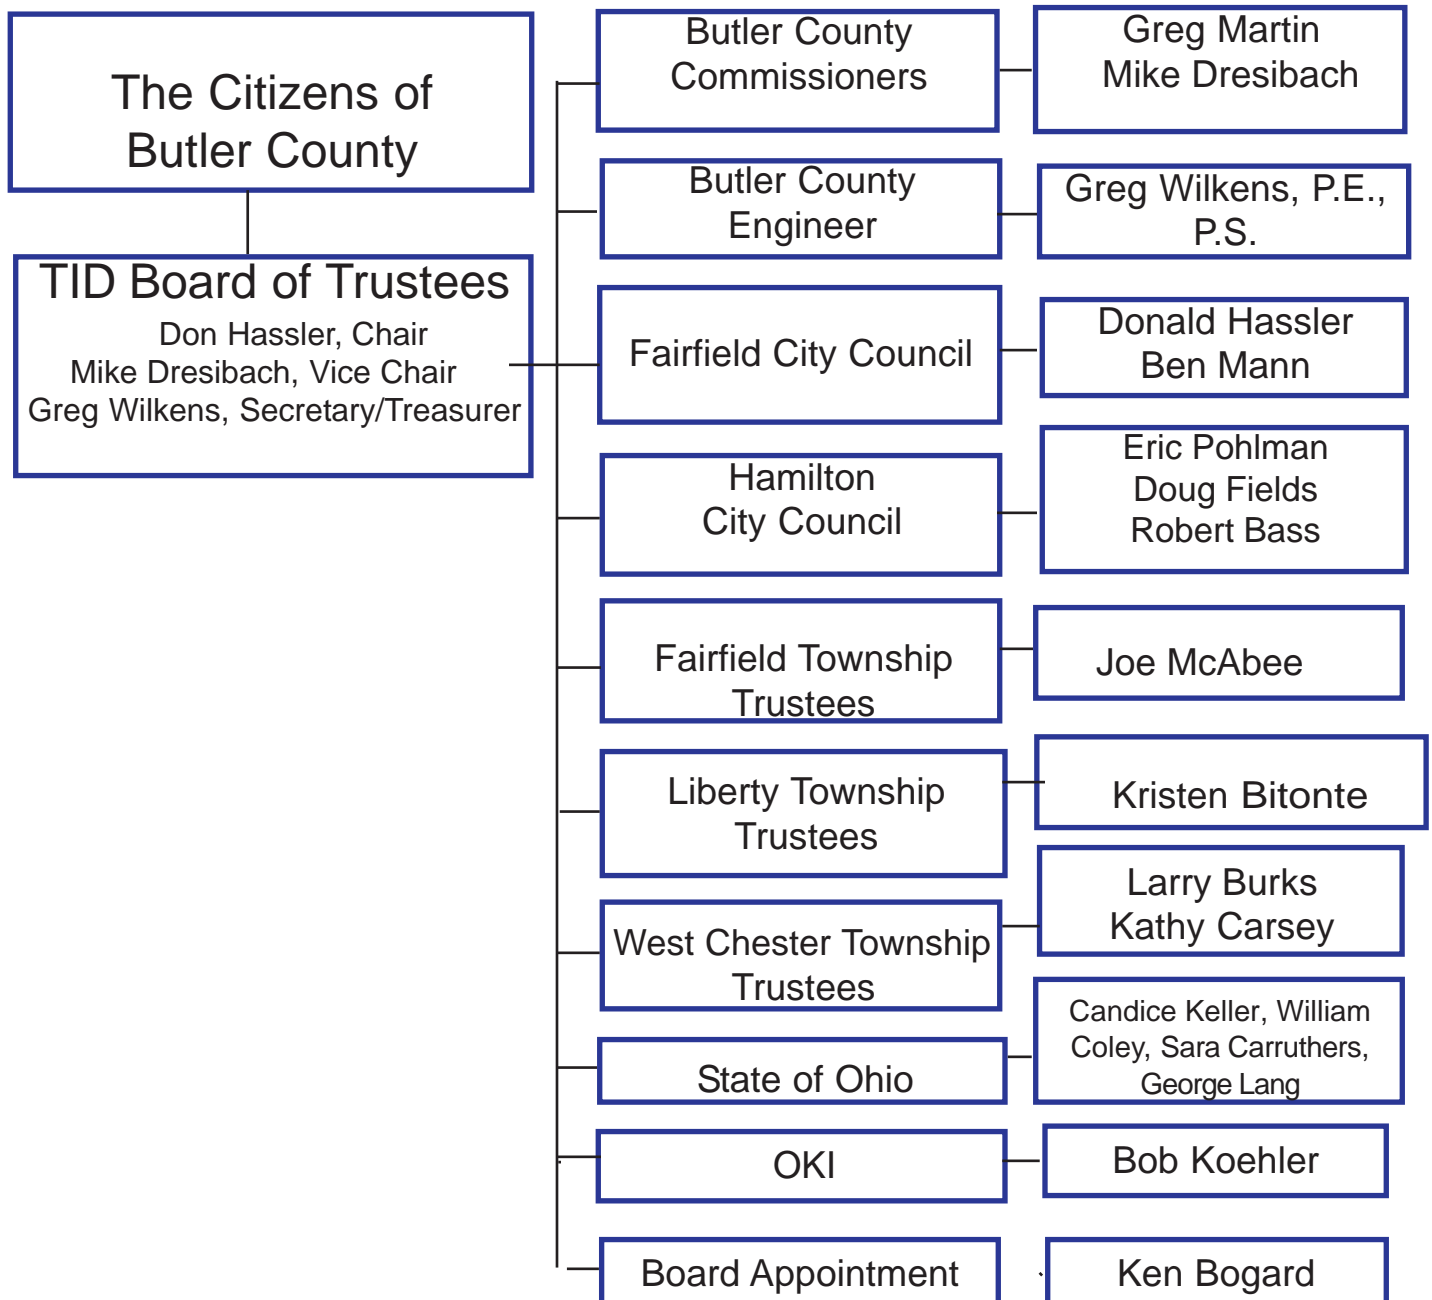 The Citizens of
Butler County
TID Board of Trustees
Don Hassler, Chair
Mike Dresibach, Vice Chair
Greg Wilkens, Secretary/Treasurer
Butler County
Commissioners
Greg Martin
Mike Dresibach
Butler County
Engineer
Greg Wilkens, P.E.,
P.S.
Fairfield City Council
Donald Hassler
Ben Mann
Hamilton
City Council
Eric Pohlman
Doug Fields
Robert Bass
Fairfield Township
Trustees
Joe McAbee
Liberty Township
Trustees
Kristen Bitonte
West Chester Township
Trustees
Larry Burks
Kathy Carsey
State of Ohio
Candice Keller, William
Coley, Sara Carruthers,
George Lang
OKI
Bob Koehler
Board Appointment
Ken Bogard